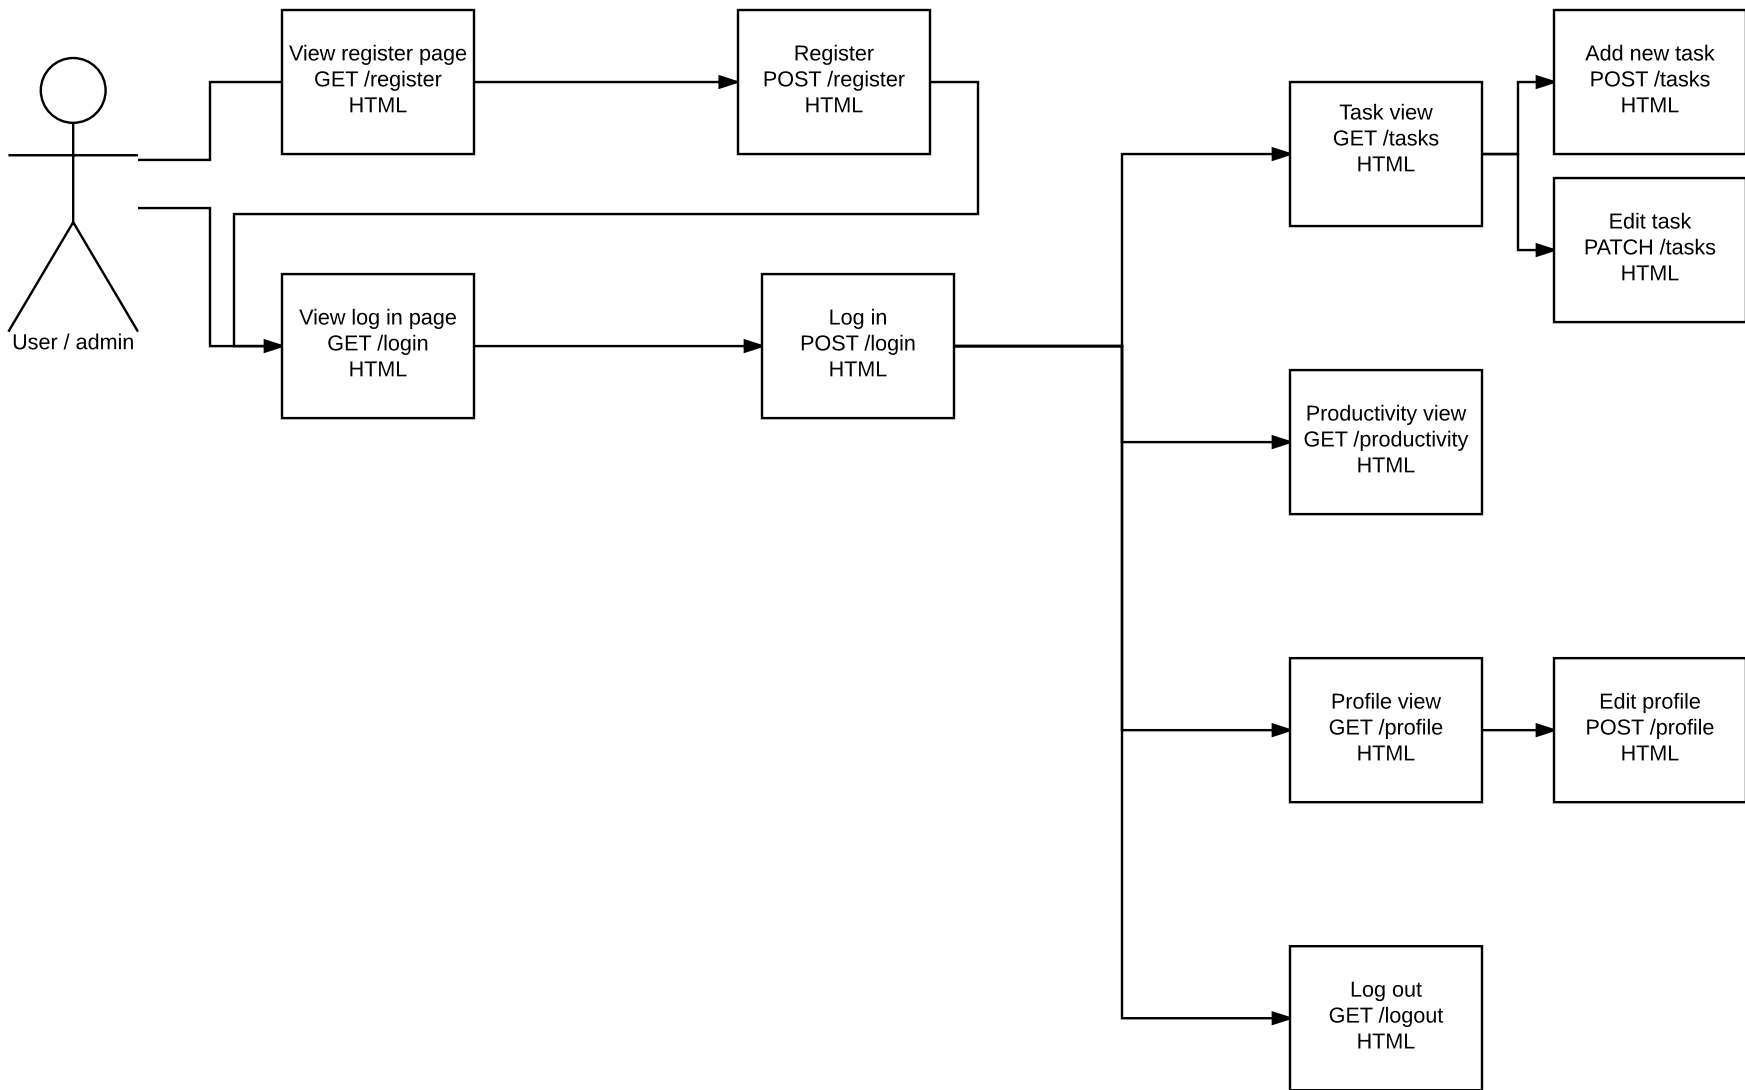 View register page
GET /register
HTML
Register
POST /register
HTML
Add new task
POST /tasks
HTML
Task view
GET /tasks
HTML
Edit task
PATCH /tasks
HTML
User / admin
View log in page
GET /login
HTML
Log in
POST /login
HTML
Productivity view
GET /productivity
HTML
Profile view
GET /profile
HTML
Edit profile
POST /profile
HTML
Log out
GET /logout
HTML